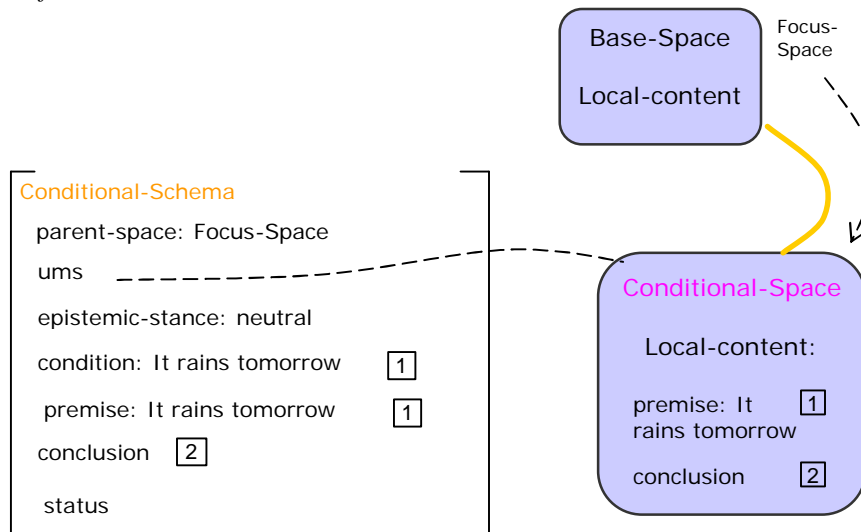 Base-Space
Local-content
Focus-
Space
Conditional-Schema
parent-space: Focus-Space
ums
epistemic-stance: neutral
condition: It rains tomorrow 1
premise: It rains tomorrow 1
conclusion 2
status
Conditional-Space
Local-content:
premise: It 1
rains tomorrow
conclusion 2